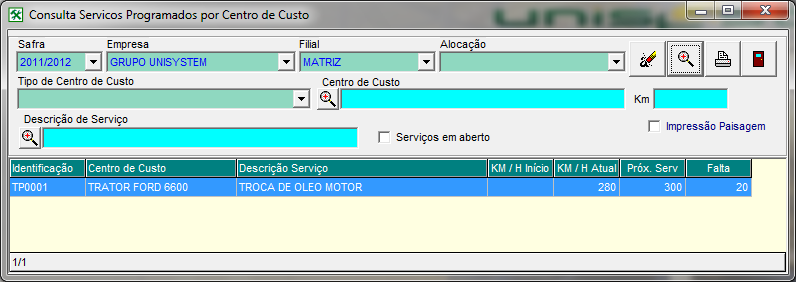 Consulta Servicos Programados por Centro de Custo
Safra Empresa Filial Alocação
2011/2012 GRUPO UNISYSTEM MATRIZ
Tipo de Centro de Custo Centro de Custo
Km
Descrição de Serviço
Serviços em aberto
Impressão Paisagem
Identificação Centro de Custo Descrição Serviço KM / H Início KM / H Atual Próx. Serv Falta
TP0001 TRATOR FORD 6600 TROCA DE OLEO MOTOR 280 300 20
1/1